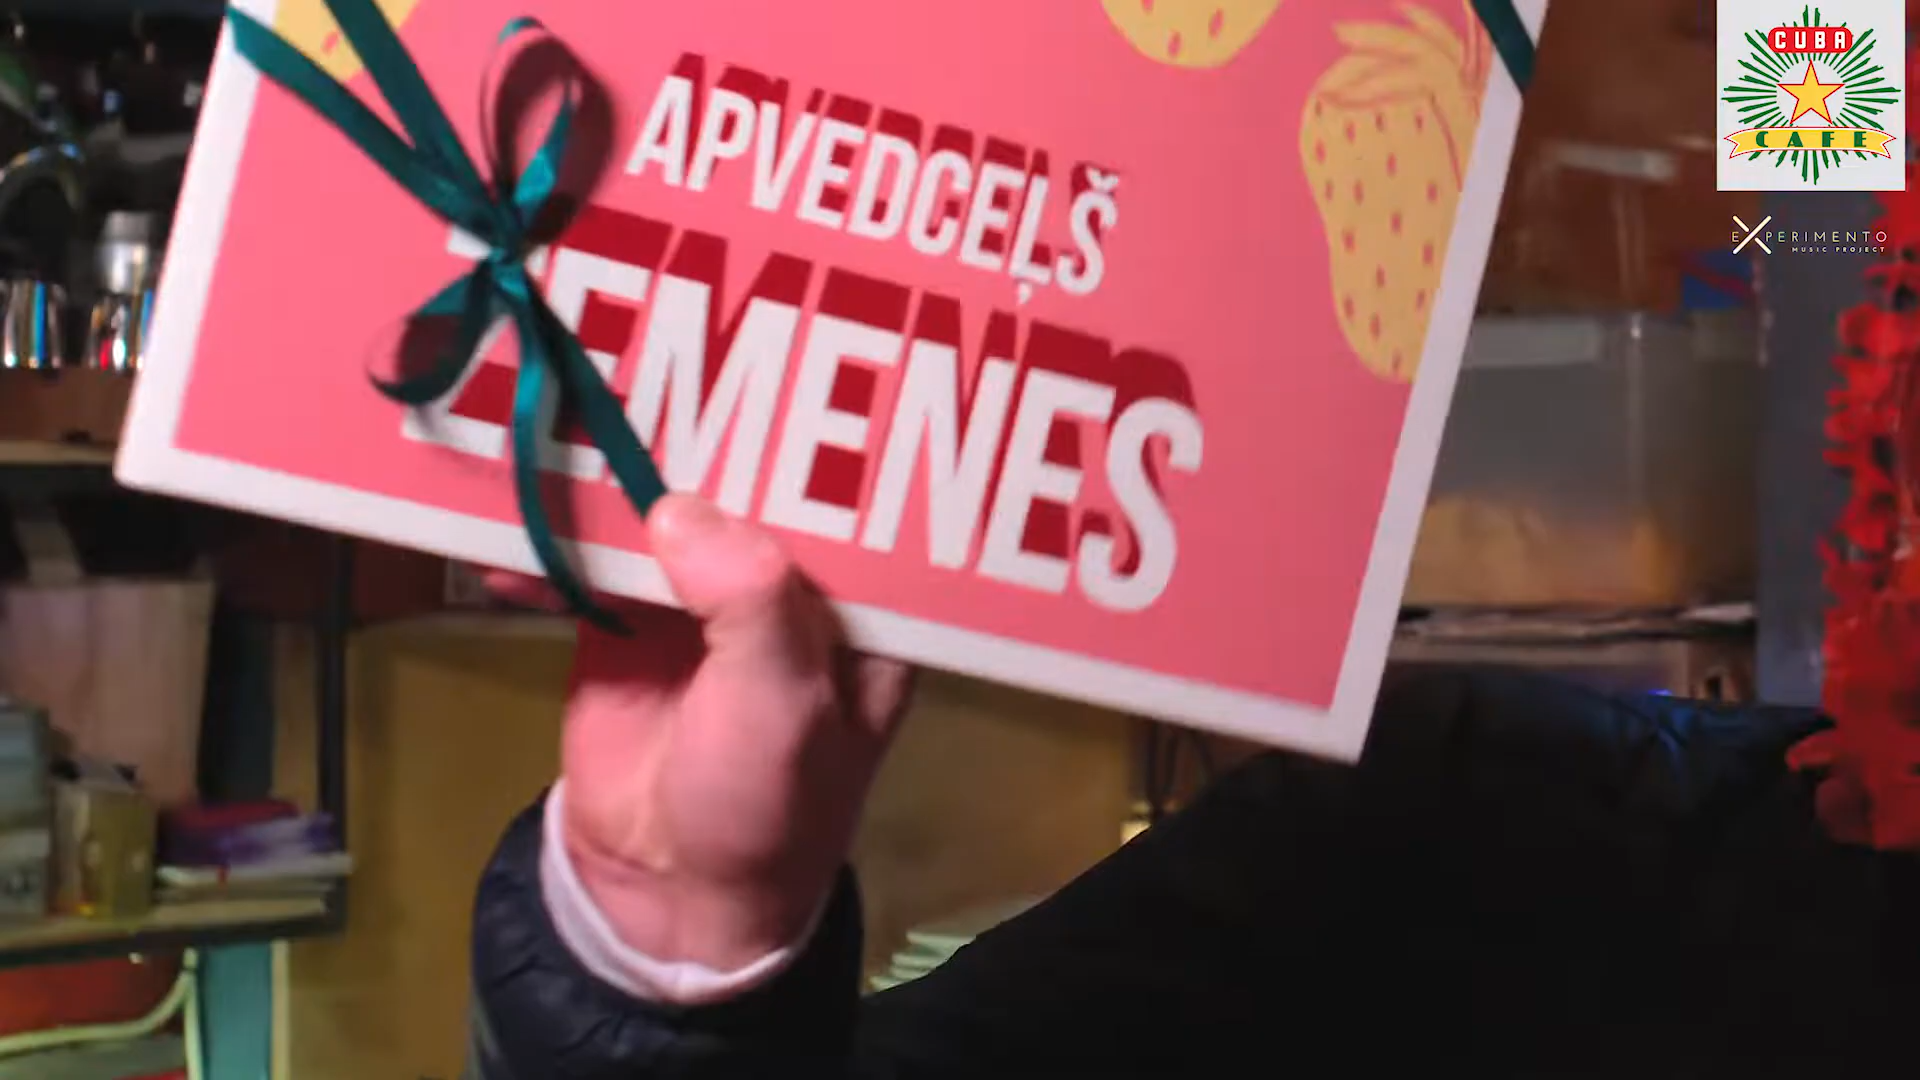 CUBA
CAFE
EXPERIMENTO
MUSIC PROJECT
APVEDCEĻŠ
ZEMENES